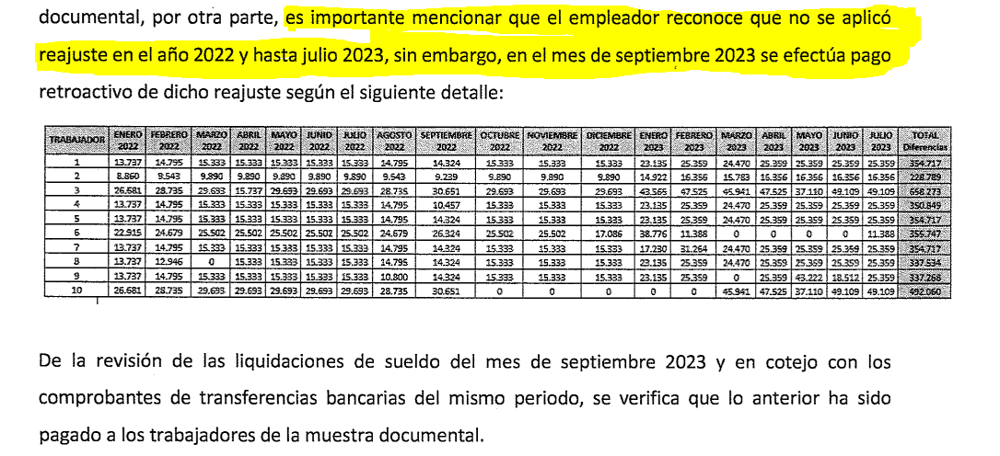 documental, por otra parte, es importante mencionar que el empleador reconoce que no se aplicó
reajuste en el año 2022 y hasta julio 2023, sin embargo, en el mes de septiembre 2023 se efectúa pago
retroactivo de dicho reajuste según el siguiente detalle:
TRABAJADOR ENERO 2022 FEBRERO 2022 MARZO 2022 ABRIL 2022 MAYO 2022 JUNIO 2022 JULIO 2022 AGOSTO 2022 SEPTIEMBRE 2022 OCTUBRE 2022 NOVIEMBRE 2022 DICIEMBRE 2022 ENERO 2023 FEBRERO 2023 MARZO 2023 ABRIL 2023 MAYO 2023 JUNIO 2023 JULIO 2023 TOTAL Diferencias
1 13.737 14.795 15.333 15.333 15.333 15.333 15.333 14.795 14.324 15.333 15.333 15.333 23.135 25.359 24.470 25.359 25.359 25.359 25.359 354.717
2 8.860 9.543 9.890 9.890 9.890 9.890 9.890 9.543 9.239 9.890 9.890 9.890 14.922 16.356 15.783 16.356 16.356 16.356 16.356 228.789
3 26.681 28.735 29.693 15.737 29.693 29.693 29.693 28.735 30.651 29.693 29.693 29.693 43.565 47.525 45.941 47.525 37.110 49.109 49.109 658.273
4 13.737 14.795 15.333 15.333 15.333 15.333 15.333 14.795 10.457 15.333 15.333 15.333 23.135 25.359 24.470 25.359 25.359 25.359 25.359 350.849
5 13.737 14.795 15.333 15.333 15.333 15.333 15.333 14.795 14.324 15.333 15.333 15.333 23.135 25.359 24.470 25.359 25.359 25.359 25.359 354.717
6 22.915 24.679 25.502 25.502 25.502 25.502 25.502 24.679 26.324 25.502 25.502 17.086 38.776 11.388 0 0 0 0 11.388 355.747
7 13.737 14.795 15.333 15.333 15.333 15.333 15.333 14.795 14.324 15.333 15.333 15.333 17.230 31.264 24.470 25.359 25.359 25.359 25.359 354.717
8 13.737 12.946 0 15.333 15.333 15.333 15.333 14.795 14.324 15.333 15.333 15.333 23.135 25.359 24.470 25.359 25.359 25.359 25.359 337.534
9 13.737 14.795 15.333 15.333 15.333 15.333 15.333 10.800 14.324 15.333 15.333 15.333 23.135 25.359 0 25.359 43.222 18.512 25.359 337.268
10 26.681 28.735 29.693 29.693 29.693 29.693 29.693 28.735 30.651 0 0 0 0 0 45.941 47.525 37.110 49.109 49.109 492.060
De la revisión de las liquidaciones de sueldo del mes de septiembre 2023 y en cotejo con los
comprobantes de transferencias bancarias del mismo periodo, se verifica que lo anterior ha sido
pagado a los trabajadores de la muestra documental.